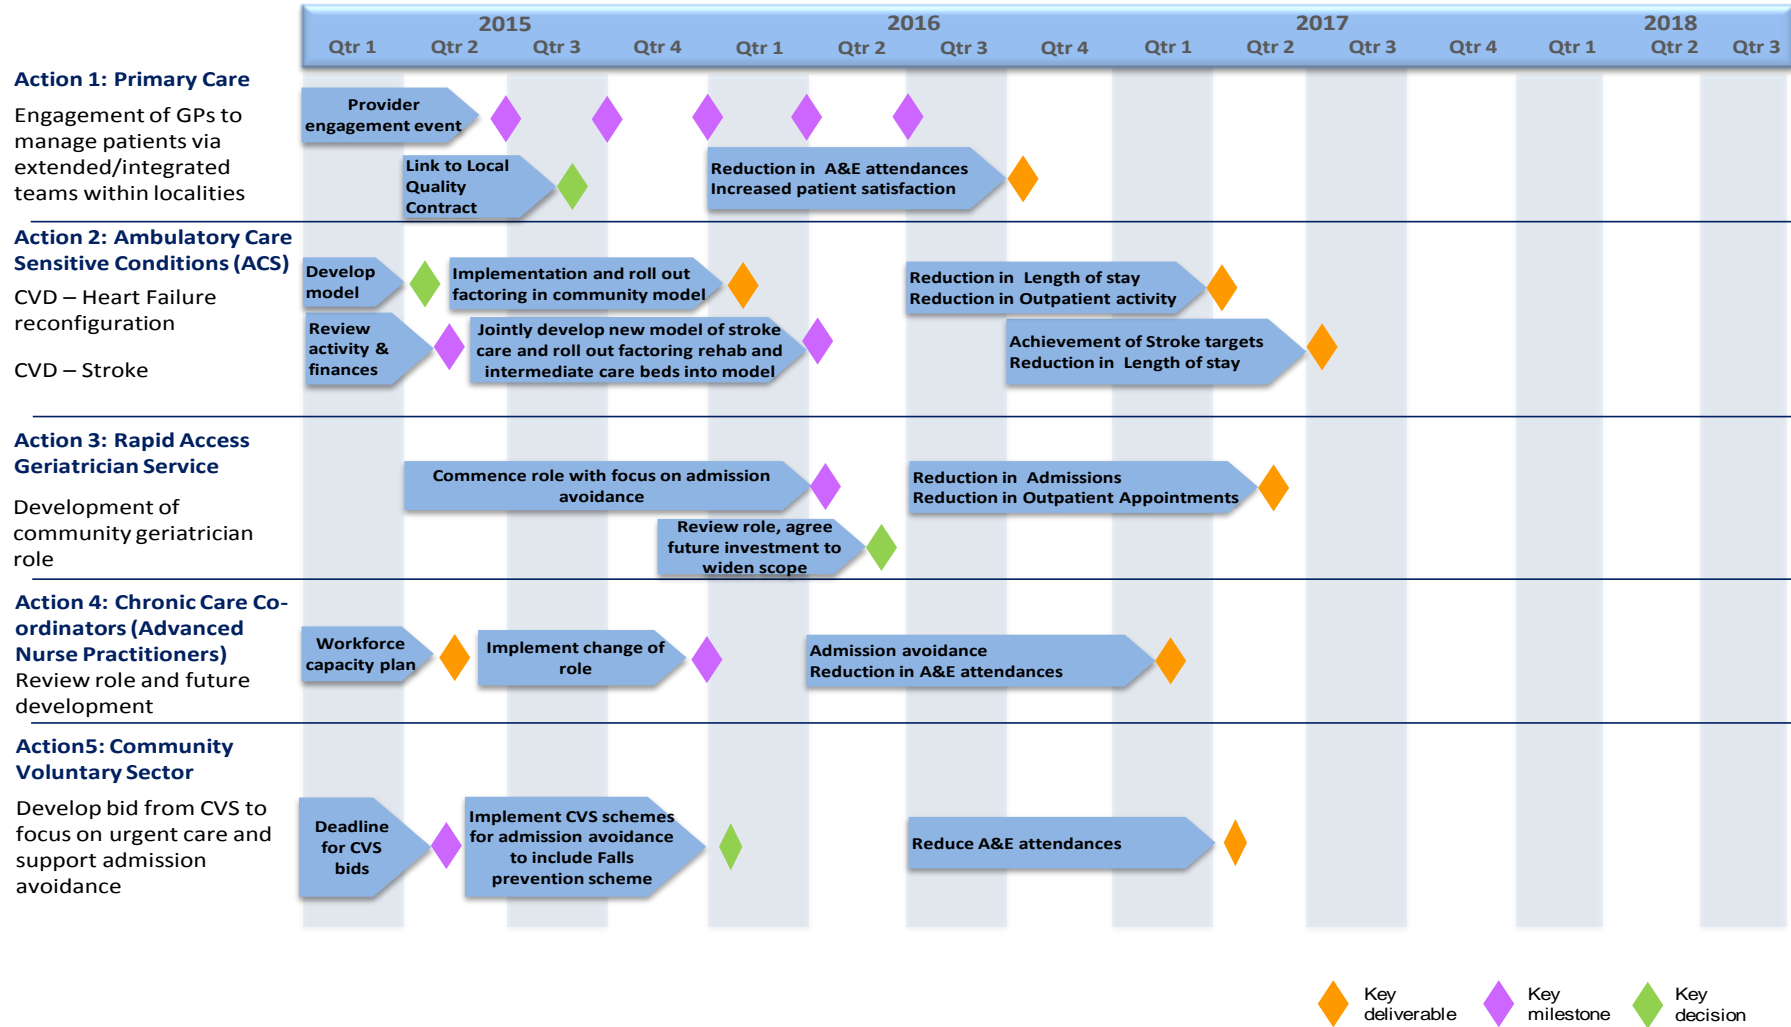 2015 2016 2017 2018
Qtr 1 Qtr 2 Qtr 3 Qtr 4 Qtr 1 Qtr 2 Qtr 3 Qtr 4 Qtr 1 Qtr 2 Qtr 3 Qtr 4 Qtr 1 Qtr 2 Qtr 3
Action 1: Primary Care
Engagement of GPs to
manage patients via
extended/integrated
teams within localities
Provider
engagement event
Link to Local
Quality
Contract
Reduction in A&E attendances
Increased patient satisfaction
Action 2: Ambulatory Care
Sensitive Conditions (ACS)
CVD – Heart Failure
reconfiguration
CVD – Stroke
Develop
model
Implementation and roll out
factoring in community model
Reduction in Length of stay
Reduction in Outpatient activity
Review
activity &
finances
Jointly develop new model of stroke
care and roll out factoring rehab and
intermediate care beds into model
Achievement of Stroke targets
Reduction in Length of stay
Action 3: Rapid Access
Geriatrician Service
Development of
community geriatrician
role
Commence role with focus on admission
avoidance
Reduction in Admissions
Reduction in Outpatient Appointments
Review role, agree
future investment to
widen scope
Action 4: Chronic Care Co-
ordinators (Advanced
Nurse Practitioners)
Review role and future
development
Workforce
capacity plan
Implement change of
role
Admission avoidance
Reduction in A&E attendances
Action5: Community
Voluntary Sector
Develop bid from CVS to
focus on urgent care and
support admission
avoidance
Deadline
for CVS
bids
Implement CVS schemes
for admission avoidance
to include Falls
prevention scheme
Reduce A&E attendances
Key
deliverable
Key
milestone
Key
decision